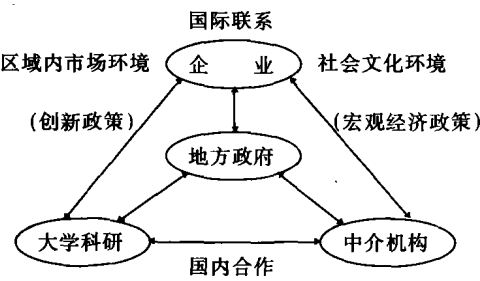 国际联系
区域内市场环境 企业 社会文化环境
(创新政策) (宏观经济政策)
地方政府
大学科研 中介机构
国内合作